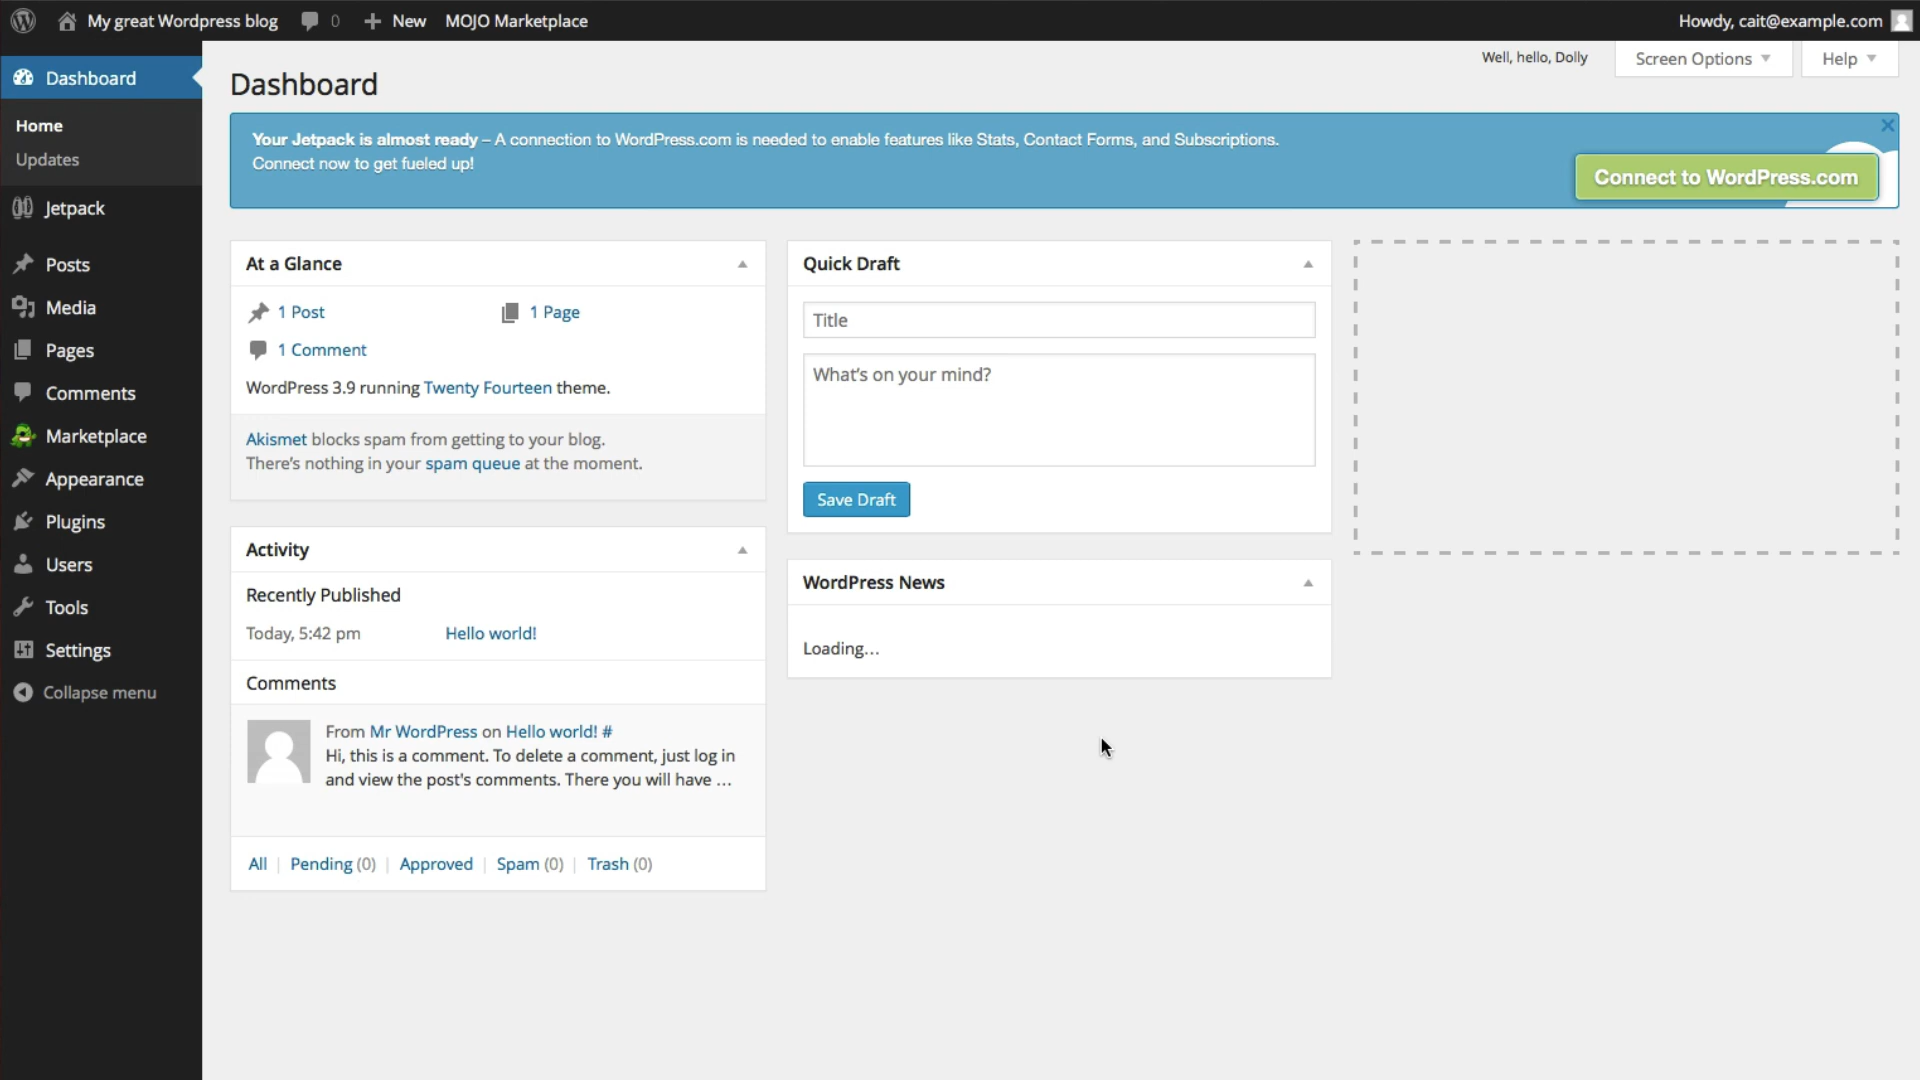 My great Wordpress blog 0 New MOJO Marketplace Howdy, cait@example.com
Dashboard
Home
Updates
Jetpack
Posts
Media
Pages
Comments
Marketplace
Appearance
Plugins
Users
Tools
Settings
Collapse menu
Well, hello, Dolly Screen Options Help
Dashboard
Your Jetpack is almost ready – A connection to WordPress.com is needed to enable features like Stats, Contact Forms, and Subscriptions.
Connect now to get fueled up!
Connect to WordPress.com
At a Glance
1 Post 1 Page
1 Comment
WordPress 3.9 running Twenty Fourteen theme.
Akismet blocks spam from getting to your blog.
There's nothing in your spam queue at the moment.
Activity
Recently Published
Today, 5:42 pm Hello world!
Comments
From Mr WordPress on Hello world! #
Hi, this is a comment. To delete a comment, just log in
and view the post's comments. There you will have ...
All | Pending (0) | Approved | Spam (0) | Trash (0)
Quick Draft
Title
What's on your mind?
Save Draft
WordPress News
Loading...